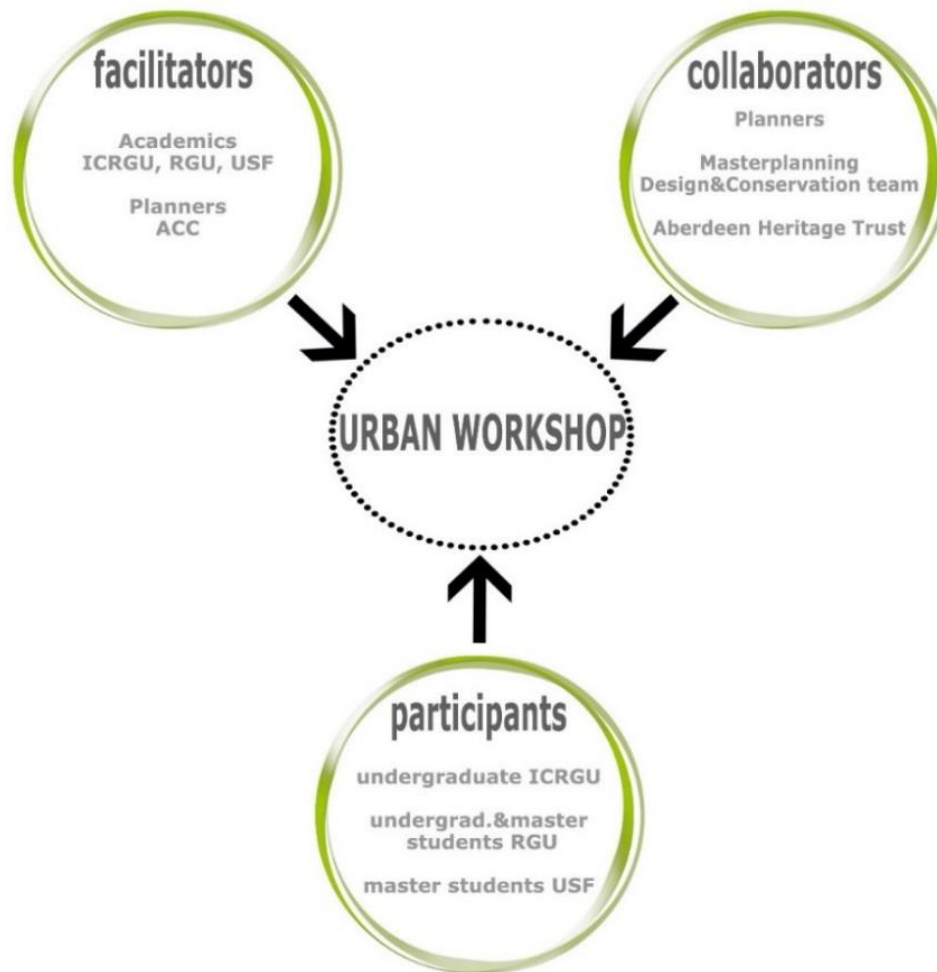 facilitators
Academics
ICRGU, RGU, USF
Planners
ACC
collaborators
Planners
Masterplanning
Design&Conservation team
Aberdeen Heritage Trust
URBAN WORKSHOP
participants
undergraduate ICRGU
undergrad.&master
students RGU
master students USF